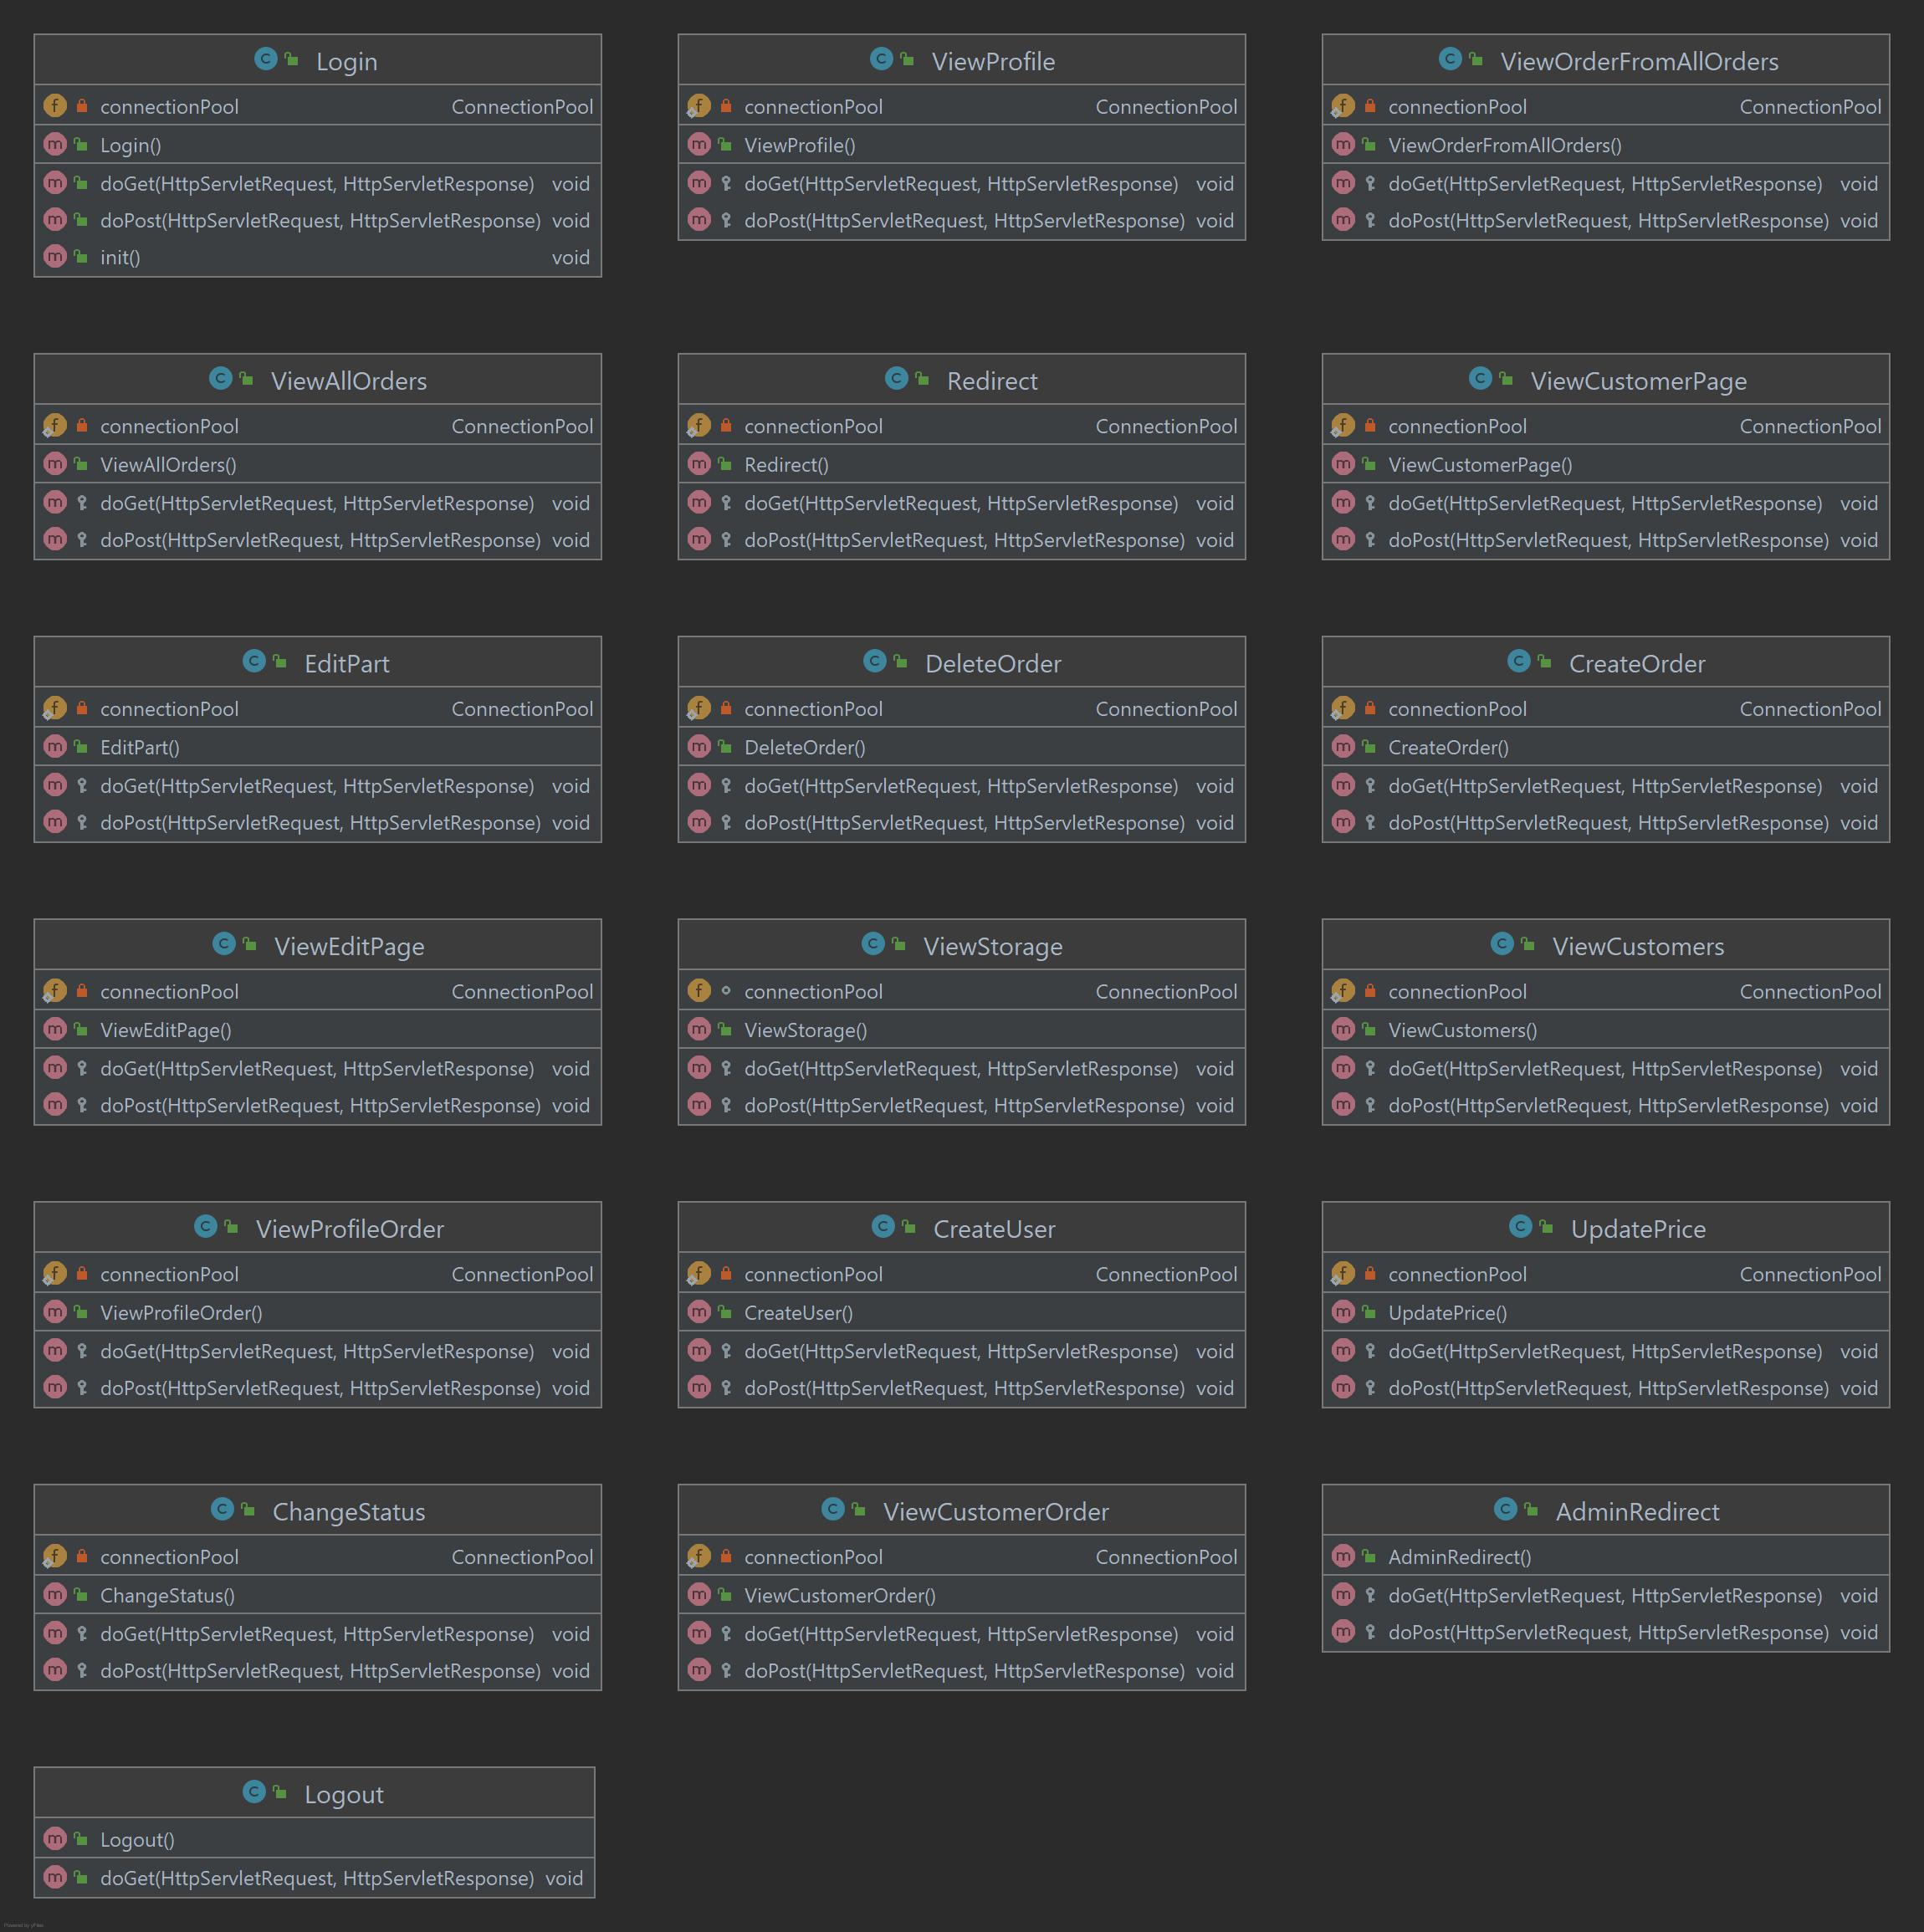 Login
connectionPool ConnectionPool
Login()
doGet(HttpServletRequest, HttpServletResponse) void
doPost(HttpServletRequest, HttpServletResponse) void
init() void
ViewProfile
connectionPool ConnectionPool
ViewProfile()
doGet(HttpServletRequest, HttpServletResponse) void
doPost(HttpServletRequest, HttpServletResponse) void
ViewOrderFromAllOrders
connectionPool ConnectionPool
ViewOrderFromAllOrders()
doGet(HttpServletRequest, HttpServletResponse) void
doPost(HttpServletRequest, HttpServletResponse) void
ViewAllOrders
connectionPool ConnectionPool
ViewAllOrders()
doGet(HttpServletRequest, HttpServletResponse) void
doPost(HttpServletRequest, HttpServletResponse) void
Redirect
connectionPool ConnectionPool
Redirect()
doGet(HttpServletRequest, HttpServletResponse) void
doPost(HttpServletRequest, HttpServletResponse) void
ViewCustomerPage
connectionPool ConnectionPool
ViewCustomerPage()
doGet(HttpServletRequest, HttpServletResponse) void
doPost(HttpServletRequest, HttpServletResponse) void
EditPart
connectionPool ConnectionPool
EditPart()
doGet(HttpServletRequest, HttpServletResponse) void
doPost(HttpServletRequest, HttpServletResponse) void
DeleteOrder
connectionPool ConnectionPool
DeleteOrder()
doGet(HttpServletRequest, HttpServletResponse) void
doPost(HttpServletRequest, HttpServletResponse) void
CreateOrder
connectionPool ConnectionPool
CreateOrder()
doGet(HttpServletRequest, HttpServletResponse) void
doPost(HttpServletRequest, HttpServletResponse) void
ViewEditPage
connectionPool ConnectionPool
ViewEditPage()
doGet(HttpServletRequest, HttpServletResponse) void
doPost(HttpServletRequest, HttpServletResponse) void
ViewStorage
connectionPool ConnectionPool
ViewStorage()
doGet(HttpServletRequest, HttpServletResponse) void
doPost(HttpServletRequest, HttpServletResponse) void
ViewCustomers
connectionPool ConnectionPool
ViewCustomers()
doGet(HttpServletRequest, HttpServletResponse) void
doPost(HttpServletRequest, HttpServletResponse) void
ViewProfileOrder
connectionPool ConnectionPool
ViewProfileOrder()
doGet(HttpServletRequest, HttpServletResponse) void
doPost(HttpServletRequest, HttpServletResponse) void
CreateUser
connectionPool ConnectionPool
CreateUser()
doGet(HttpServletRequest, HttpServletResponse) void
doPost(HttpServletRequest, HttpServletResponse) void
UpdatePrice
connectionPool ConnectionPool
UpdatePrice()
doGet(HttpServletRequest, HttpServletResponse) void
doPost(HttpServletRequest, HttpServletResponse) void
ChangeStatus
connectionPool ConnectionPool
ChangeStatus()
doGet(HttpServletRequest, HttpServletResponse) void
doPost(HttpServletRequest, HttpServletResponse) void
ViewCustomerOrder
connectionPool ConnectionPool
ViewCustomerOrder()
doGet(HttpServletRequest, HttpServletResponse) void
doPost(HttpServletRequest, HttpServletResponse) void
AdminRedirect
AdminRedirect()
doGet(HttpServletRequest, HttpServletResponse) void
doPost(HttpServletRequest, HttpServletResponse) void
Logout
Logout()
doGet(HttpServletRequest, HttpServletResponse) void
Powered by yFiles